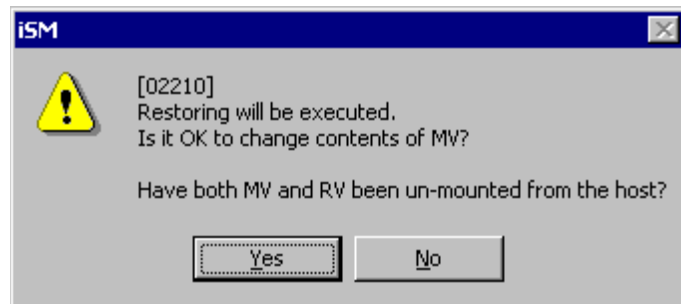 iSM
[02210]
Restoring will be executed.
Is it OK to change contents of MV?
Have both MV and RV been un-mounted from the host?
Yes
No